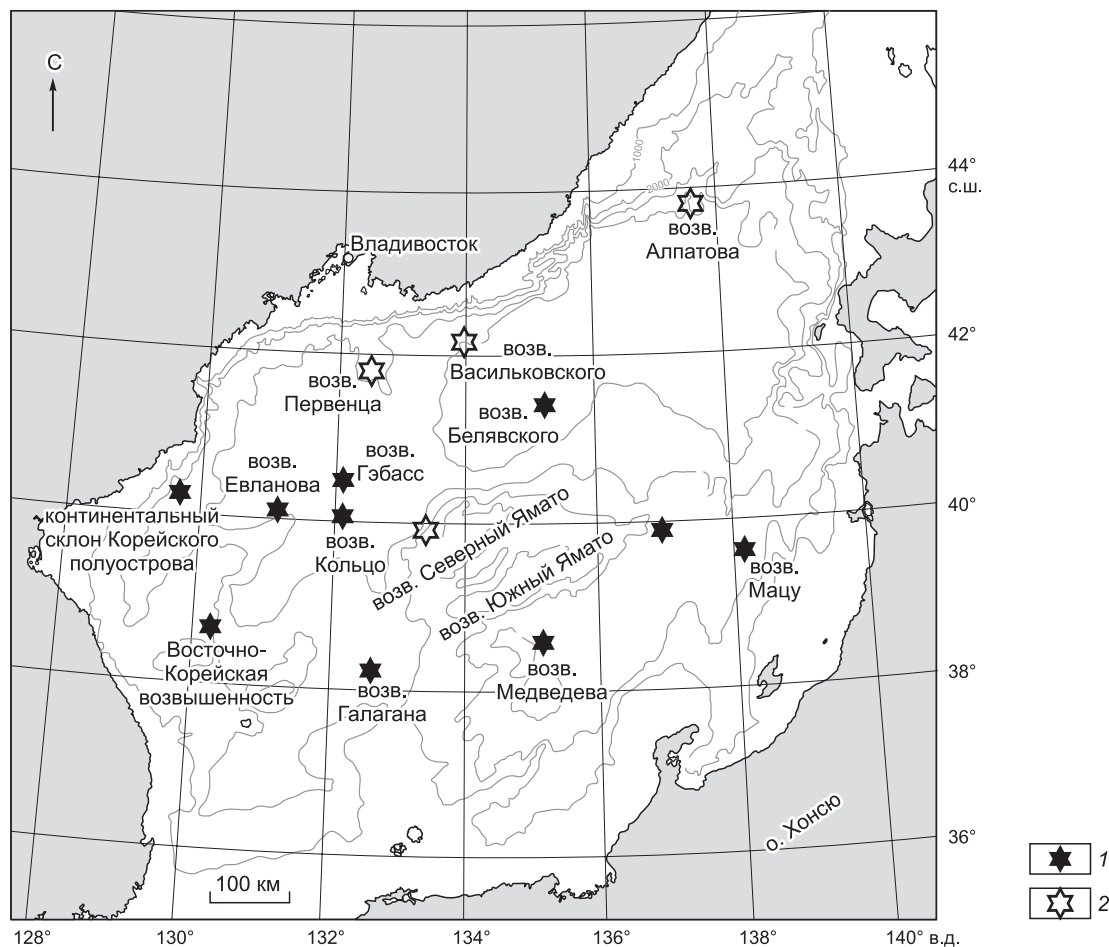 С
1000
2000
44°
с.ш.
возв.
Алпатова
Владивосток
42°
возв.
Васильковского
возв.
Первенца
возв.
Белявского
возв.
Гэбасс
возв.
Евланова
40°
континентальный
склон Корейского
полуострова
возв.
Кольцо
возв. Северный Ямато
возв. Южный Ямато
возв.
Мацу
Восточно-
Корейская
возвышенность
возв.
Медведева
38°
возв.
Галагана
о. Хонсю
36°
100 км
1
2
128 130 132 134 136 138 140° в.д.